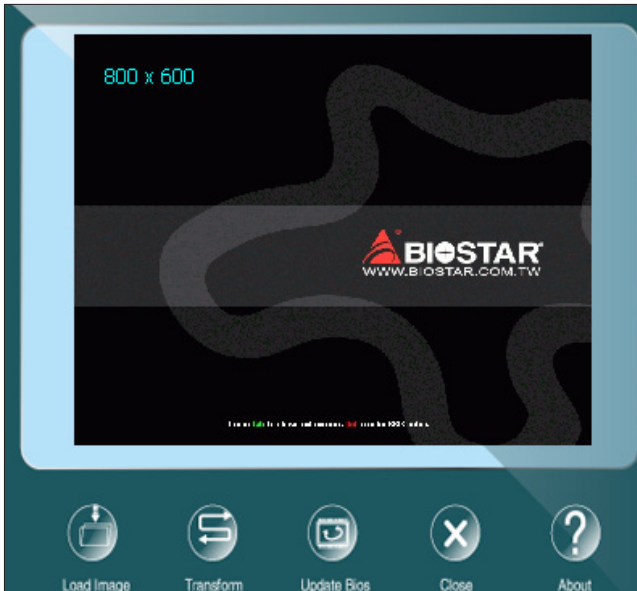 800 x 600
BIOSTAR
WWW.BIOSTAR.COM.TW
Load Image
Transform
Update Bios
Close
About